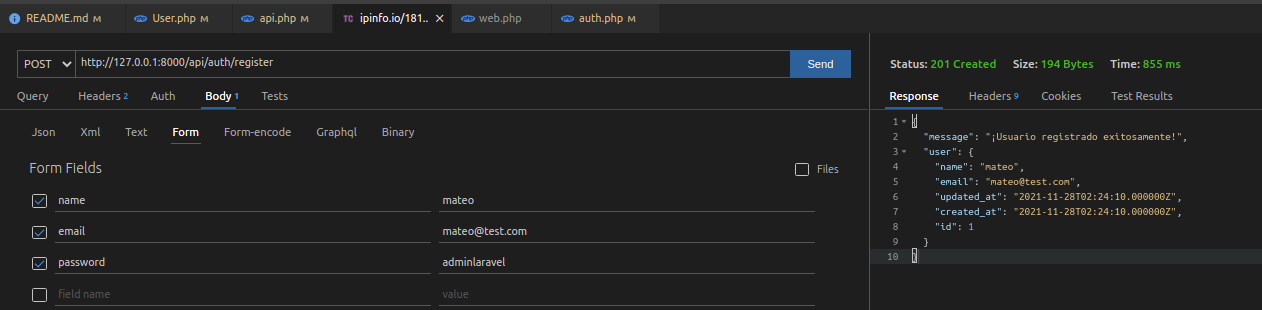 README.md M User.php M api.php M TC ipinfo.io/181.. × web.php auth.php M
POST http://127.0.0.1:8000/api/auth/register Send
Query Headers 2 Auth Body 1 Tests
Json Xml Text Form Form-encode Graphql Binary
Form Fields Files
name mateo
email mateo@test.com
password adminlaravel
field name value
Status: 201 Created Size: 194 Bytes Time: 855 ms
Response Headers 9 Cookies Test Results
1 {
2 "message": "¡Usuario registrado exitosamente!",
3 "user": {
4 "name": "mateo",
5 "email": "mateo@test.com",
6 "updated_at": "2021-11-28T02:24:10.000000Z",
7 "created_at": "2021-11-28T02:24:10.000000Z",
8 "id": 1
9 }
10 }